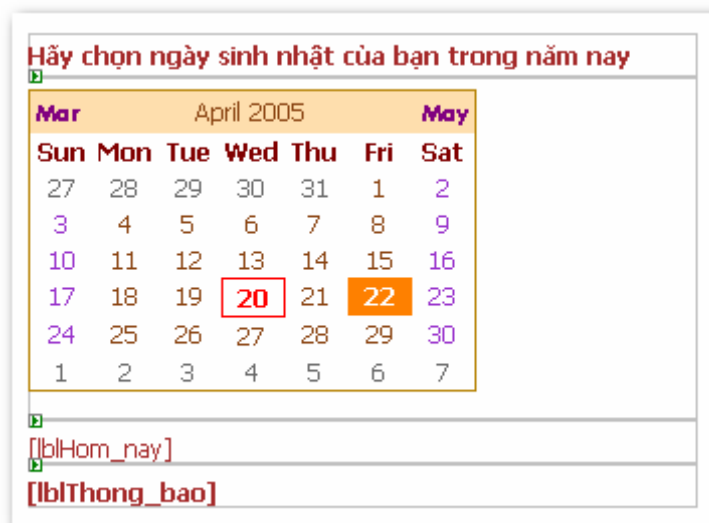 Hãy chọn ngày sinh nhật của bạn trong năm nay
Mar April 2005 May
Sun Mon Tue Wed Thu Fri Sat
27 28 29 30 31 1 2
3 4 5 6 7 8 9
10 11 12 13 14 15 16
17 18 19 20 21 22 23
24 25 26 27 28 29 30
1 2 3 4 5 6 7
[lblHom_nay]
[lblThong_bao]